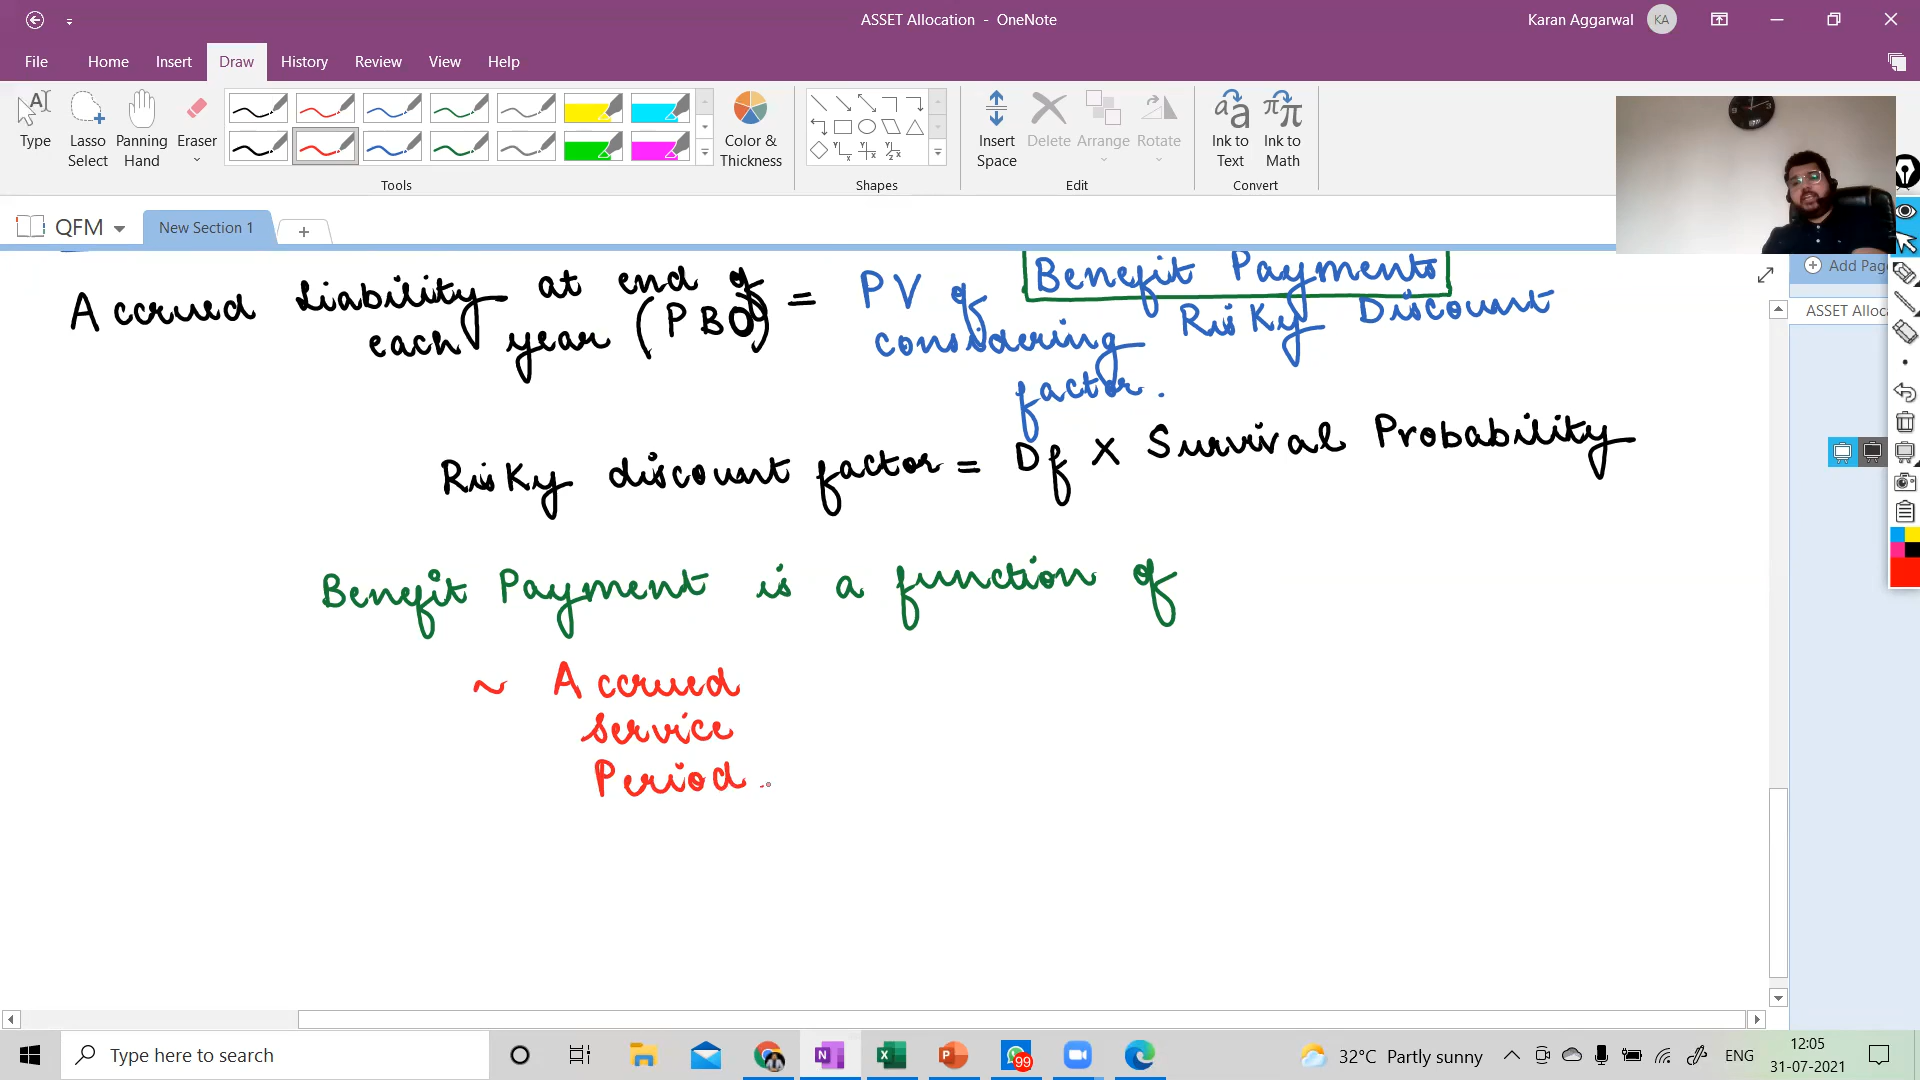 ASSET Allocation - OneNote
Karan Aggarwal KA
File Home Insert Draw History Review View Help
Type
Lasso Select
Panning Hand
Eraser
Color & Thickness
Insert Space
Delete
Arrange
Rotate
Ink to Text
Ink to Math
Tools
Shapes
Edit
Convert
QFM New Section 1 +
Add Page
ASSET Alloca
Accrued Liability at end of each year (PBO) = PV of Benefit Payments considering Risky Discount factor.
Risky discount factor = Df X Survival Probability
Benefit Payment is a function of
~ Accrued
Service
Period
Type here to search
99
32°C Partly sunny
ENG
12:05
31-07-2021